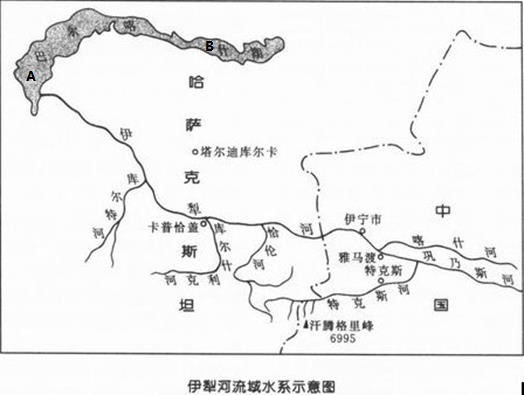 A
B
巴尔喀什湖
哈萨克斯坦
塔尔迪库尔卡
伊犁河
库尔特河
卡普恰盖
库尔什利克河
恰伦河
伊宁市
中国
雅马渡
特克斯
喀什河
巩乃斯河
特克斯河
汗腾格里峰
6995
伊犁河流域水系示意图